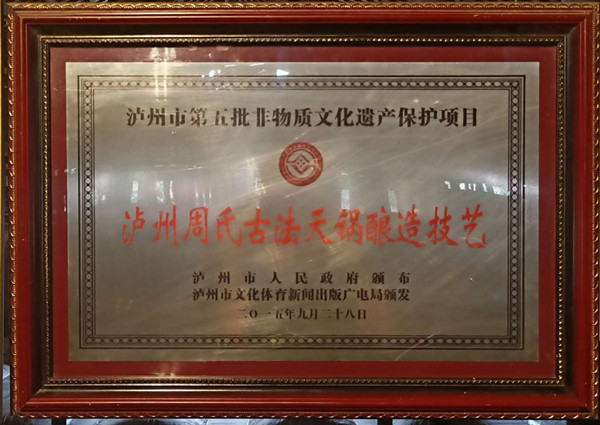 泸州市第五批非物质文化遗产保护项目
泸州周氏古法天锅酿造技艺
泸州市人民政府颁布
泸州市文化体育新闻出版广电局颁发
二〇一五年九月二十八日